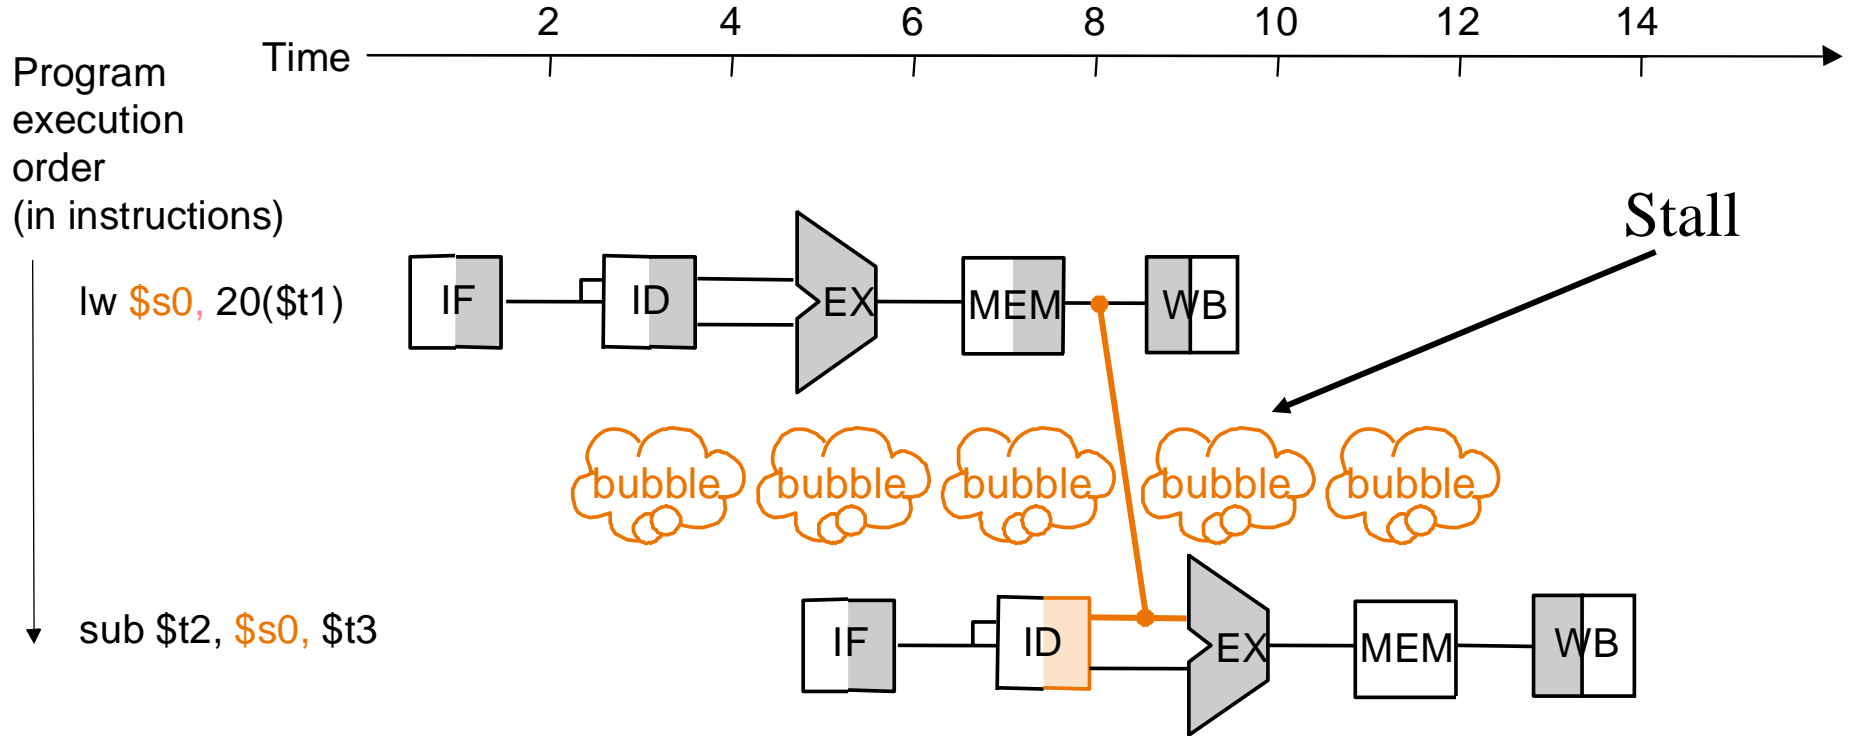 2 4 6 8 10 12 14
Time
Program
execution
order
(in instructions)
Stall
lw $s0, 20($t1)
IF ID EX MEM WB
bubble bubble bubble bubble bubble
sub $t2, $s0, $t3
IF ID EX MEM WB